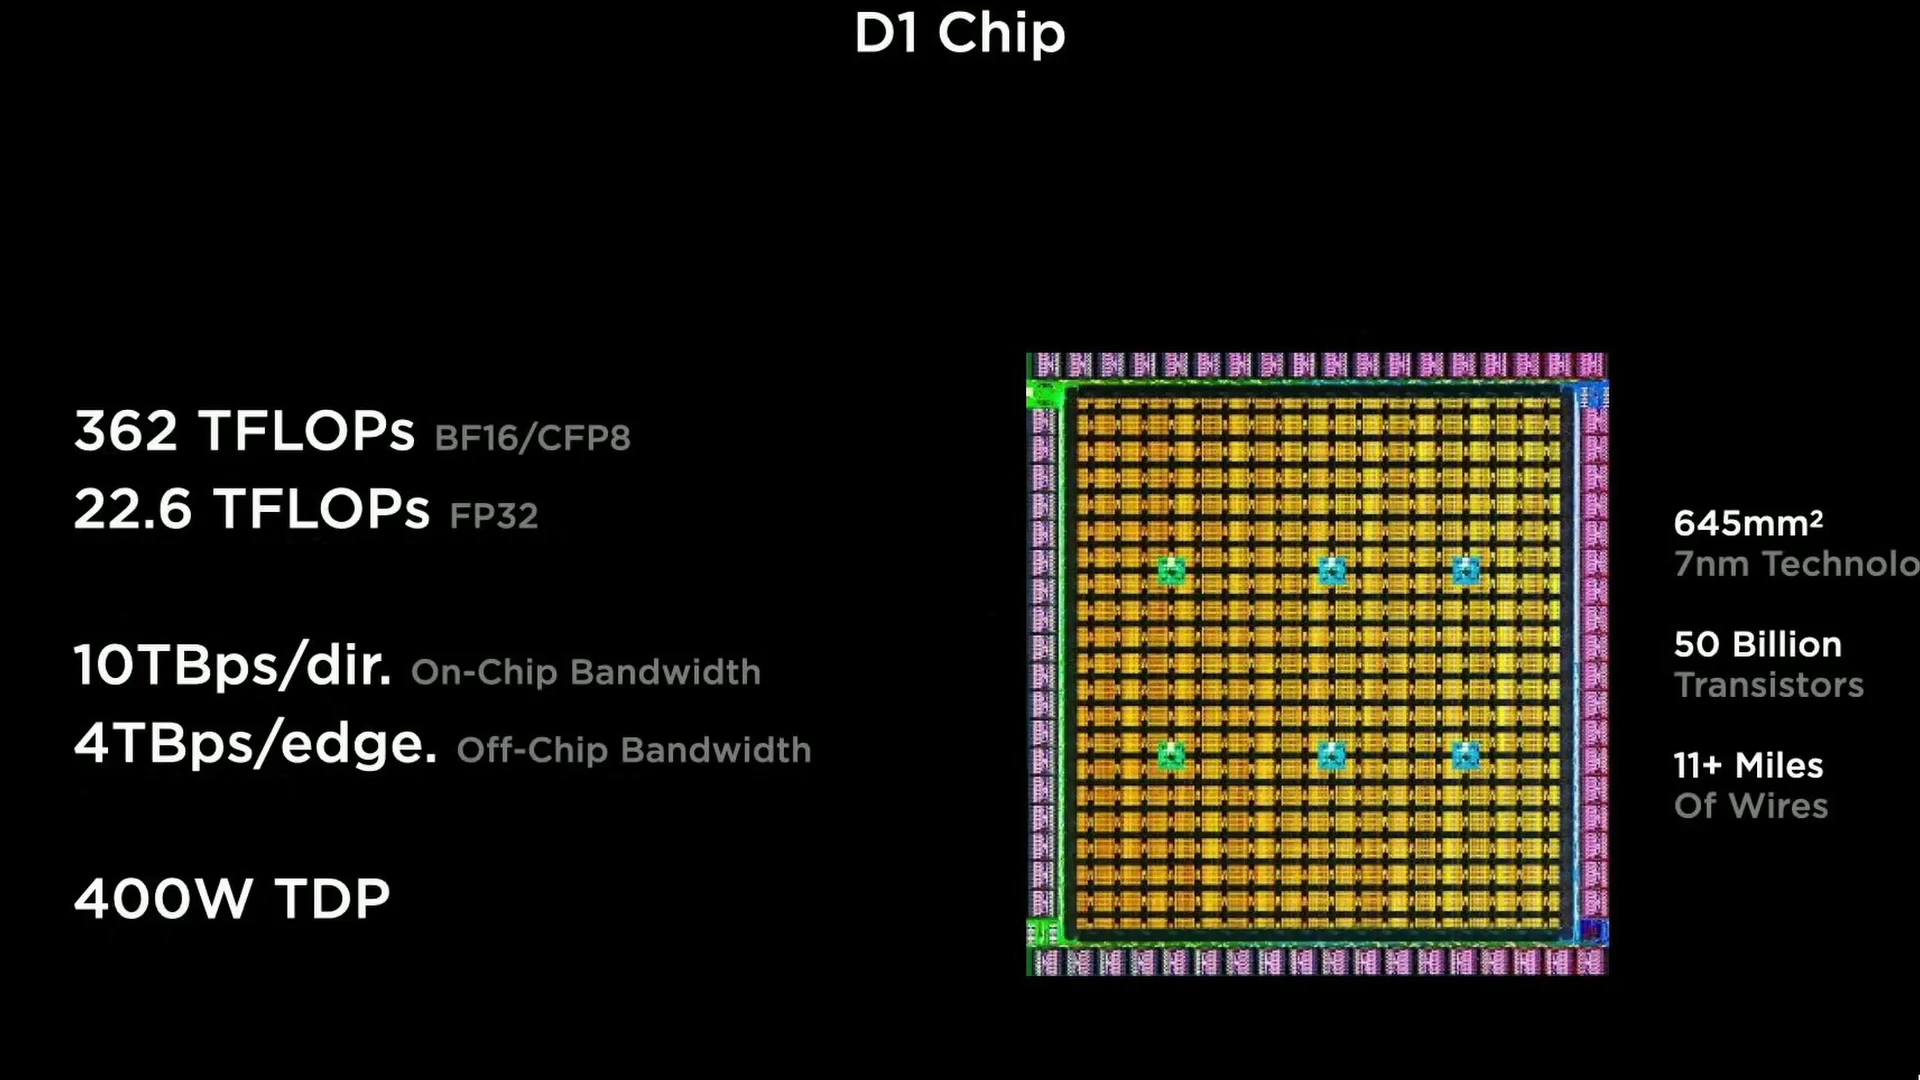 D1 Chip
362 TFLOPs BF16/CFP8
22.6 TFLOPs FP32
10TBps/dir. On-Chip Bandwidth
4TBps/edge. Off-Chip Bandwidth
400W TDP
645mm²
7nm Technolo
50 Billion
Transistors
11+ Miles
Of Wires